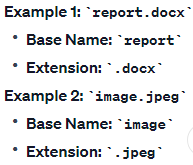 Example 1: `report.docx`
• Base Name: `report`
• Extension: `.docx`
Example 2: `image.jpeg`
• Base Name: `image`
• Extension: `.jpeg`